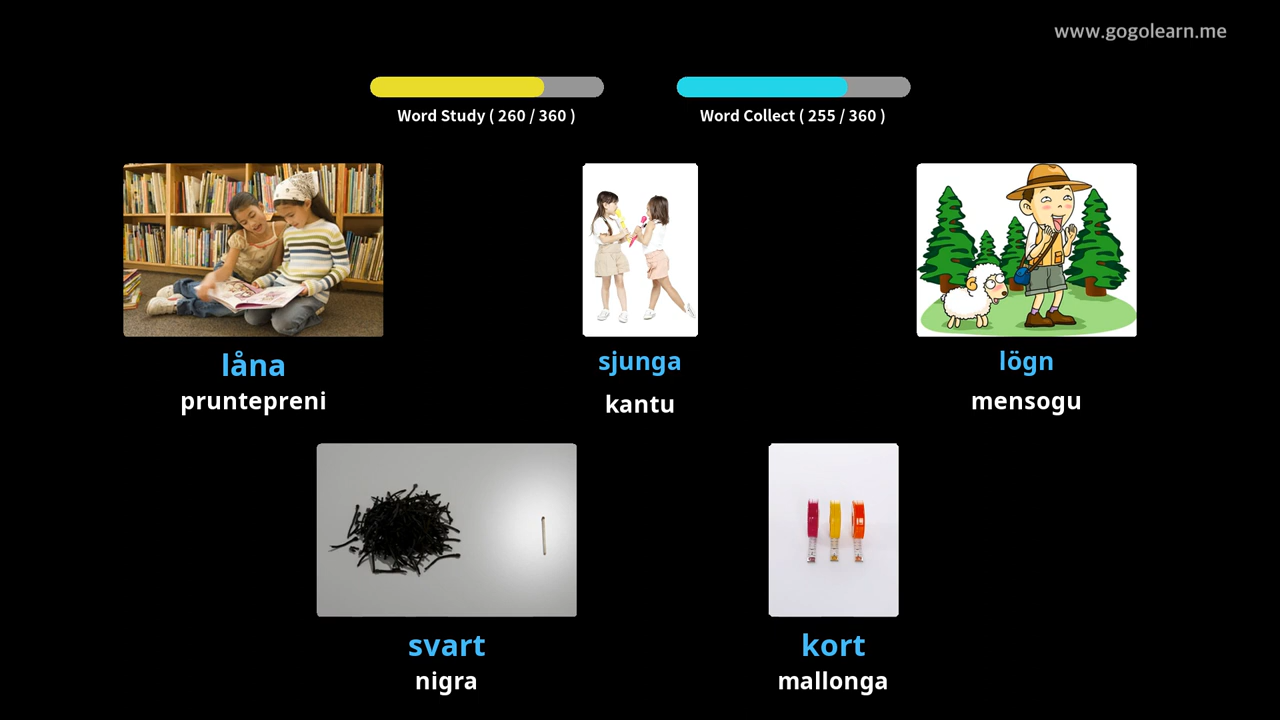 www.gogolearn.me
Word Study ( 260 / 360 )
Word Collect ( 255 / 360 )
låna
sjunga
lögn
pruntepreni
kantu
mensogu
svart
kort
nigra
mallonga